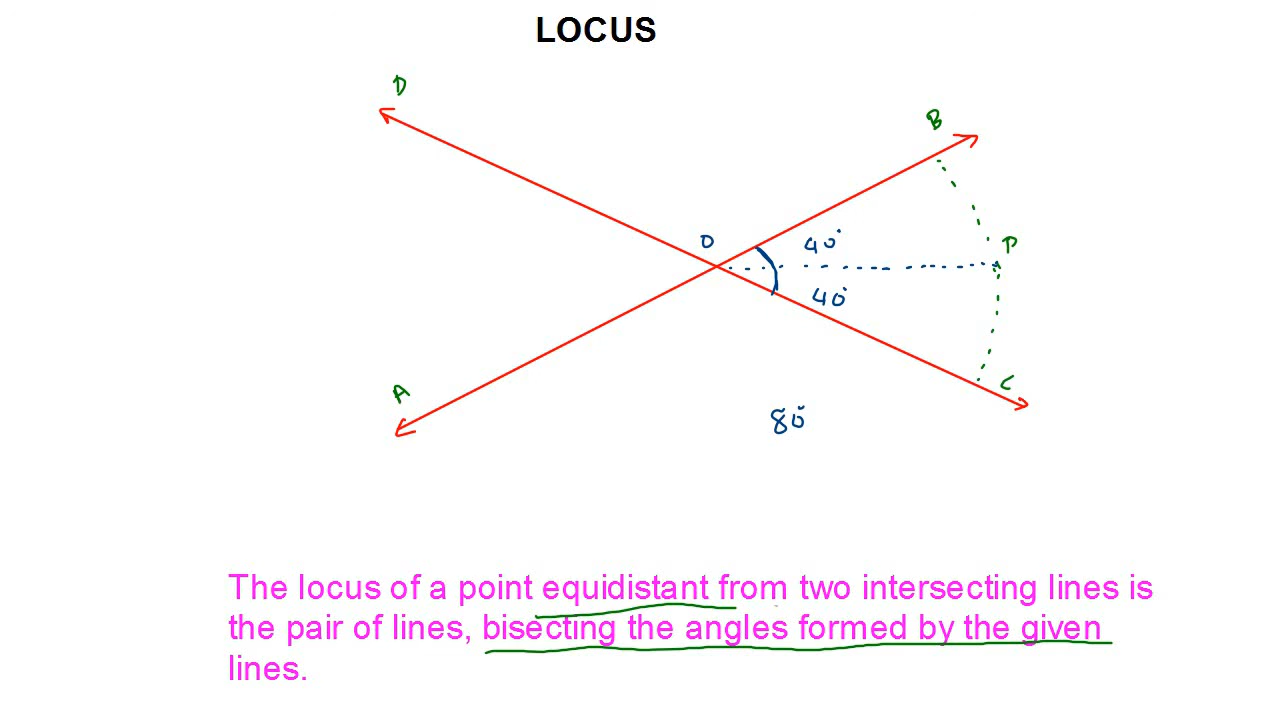 LOCUS
D
B
O
40°
P
40°
A
C
80°
The locus of a point equidistant from two intersecting lines is
the pair of lines, bisecting the angles formed by the given
lines.